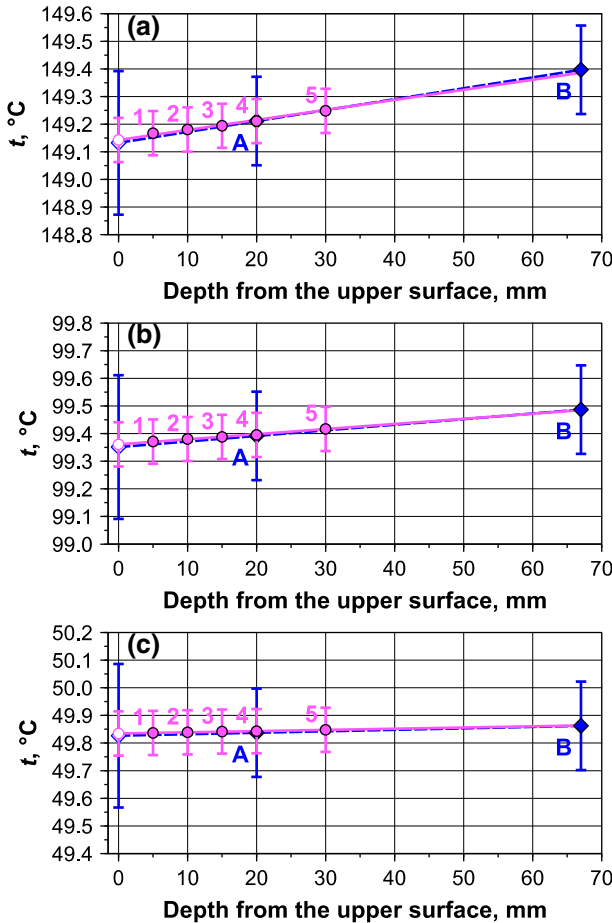 (a)
149.6
149.5
149.4
149.3
149.2
149.1
149.0
148.9
148.8
t, °C
1 2 3 4 5
A
B
0 10 20 30 40 50 60 70
Depth from the upper surface, mm
(b)
99.8
99.7
99.6
99.5
99.4
99.3
99.2
99.1
99.0
t, °C
1 2 3 4 5
A
B
0 10 20 30 40 50 60 70
Depth from the upper surface, mm
(c)
50.2
50.1
50.0
49.9
49.8
49.7
49.6
49.5
49.4
t, °C
1 2 3 4 5
A
B
0 10 20 30 40 50 60 70
Depth from the upper surface, mm